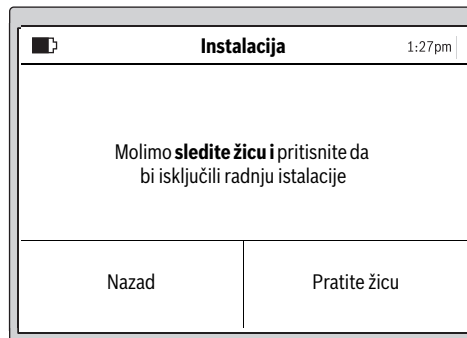 Instalacija 1:27pm
Molimo sledite žicu i pritisnite da
bi isključili radnju istalacije
Nazad Pratite žicu